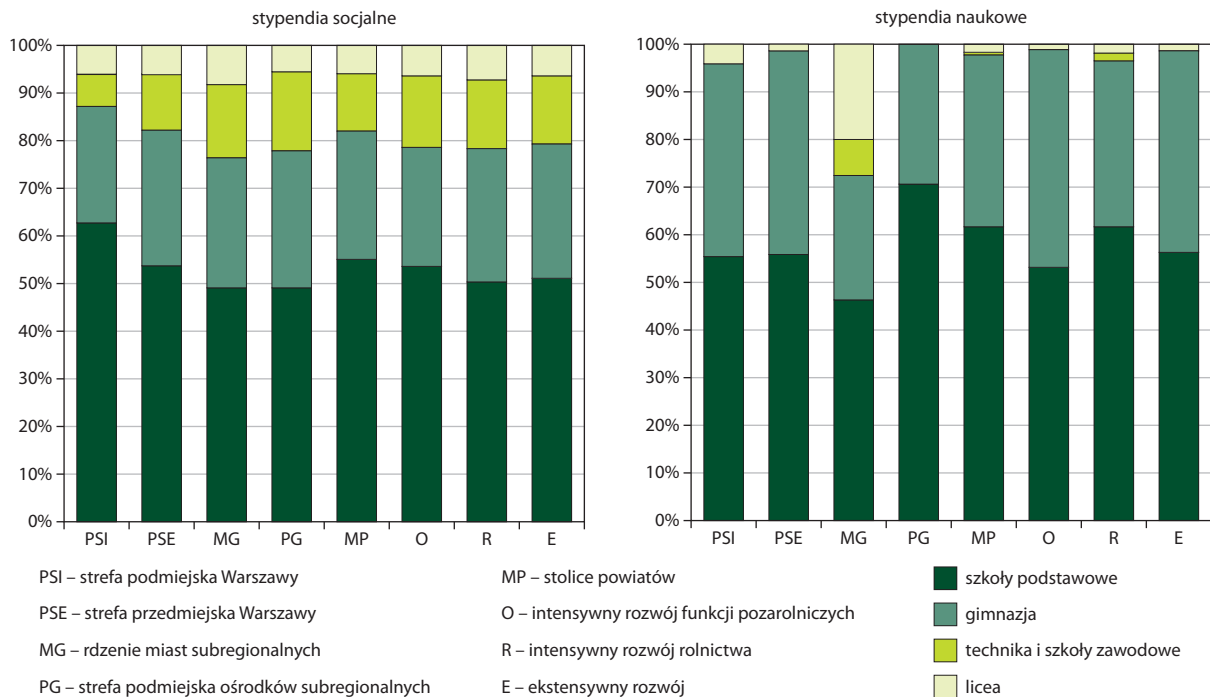 stypendia socjalne
100%
90%
80%
70%
60%
50%
40%
30%
20%
10%
0%
PSI PSE MG PG MP O R E
stypendia naukowe
100%
90%
80%
70%
60%
50%
40%
30%
20%
10%
0%
PSI PSE MG PG MP O R E
PSI – strefa podmiejska Warszawy
PSE – strefa przedmiejska Warszawy
MG – rdzenie miast subregionalnych
PG – strefa podmiejska ośrodków subregionalnych
MP – stolice powiatów
O – intensywny rozwój funkcji pozarolniczych
R – intensywny rozwój rolnictwa
E – ekstensywny rozwój
szkoły podstawowe
gimnazja
technika i szkoły zawodowe
licea